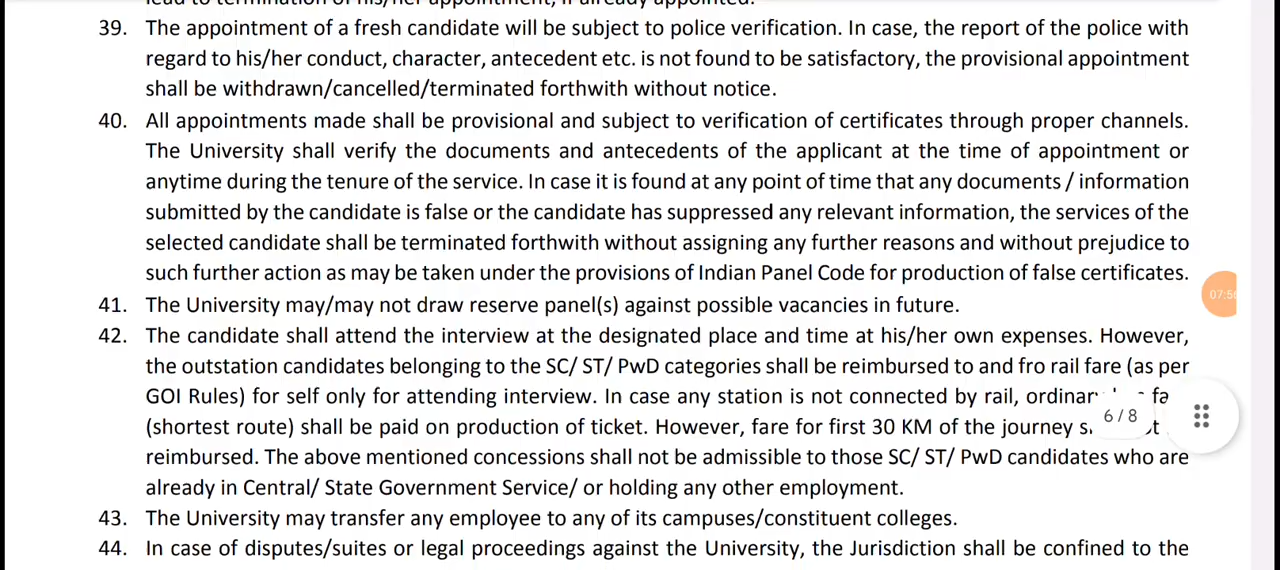 39. The appointment of a fresh candidate will be subject to police verification. In case, the report of the police with
regard to his/her conduct, character, antecedent etc. is not found to be satisfactory, the provisional appointment
shall be withdrawn/cancelled/terminated forthwith without notice.
40. All appointments made shall be provisional and subject to verification of certificates through proper channels.
The University shall verify the documents and antecedents of the applicant at the time of appointment or
anytime during the tenure of the service. In case it is found at any point of time that any documents / information
submitted by the candidate is false or the candidate has suppressed any relevant information, the services of the
selected candidate shall be terminated forthwith without assigning any further reasons and without prejudice to
such further action as may be taken under the provisions of Indian Panel Code for production of false certificates.
41. The University may/may not draw reserve panel(s) against possible vacancies in future.
42. The candidate shall attend the interview at the designated place and time at his/her own expenses. However,
the outstation candidates belonging to the SC/ ST/ PwD categories shall be reimbursed to and fro rail fare (as per
GOI Rules) for self only for attending interview. In case any station is not connected by rail,
(shortest route) shall be paid on production of ticket. However, fare for first 30 KM of the journey
6 / 8
reimbursed. The above mentioned concessions shall not be admissible to those SC/ ST/ PwD candidates who are
already in Central/ State Government Service/ or holding any other employment.
43. The University may transfer any employee to any of its campuses/constituent colleges.
44. In case of disputes/suites or legal proceedings against the University, the Jurisdiction shall be confined to the